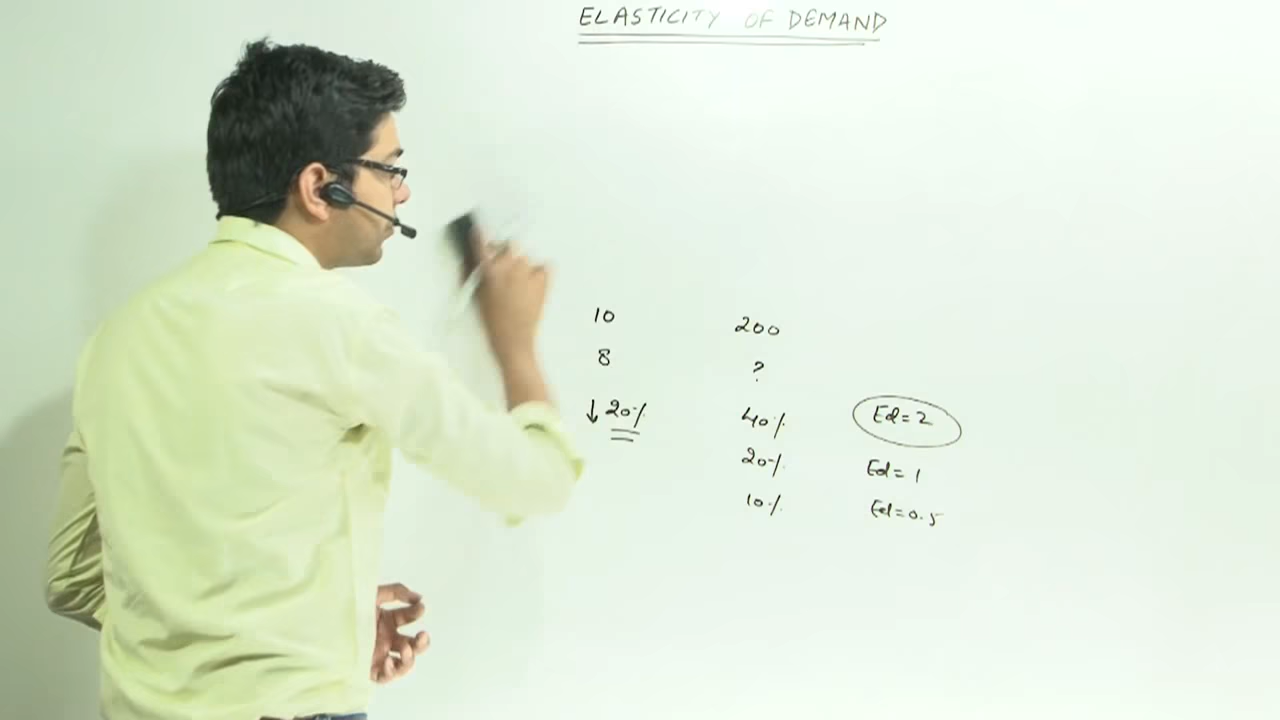 ELASTICITY OF DEMAND
10 200
8 ?
↓ 20% 40% Ed=2
20% Ed=1
10% Ed=0.5